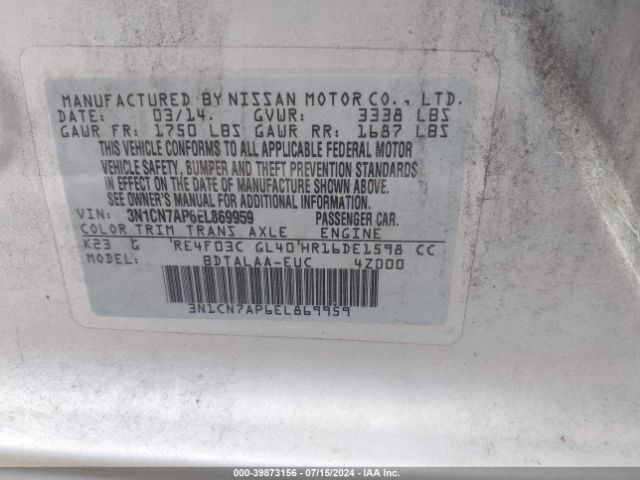 MANUFACTURED BY NISSAN MOTOR CO., LTD.
DATE: 03/14. GVWR: 3338 LBS
GAWR FR: 1750 LBS GAWR RR: 1687 LBS
THIS VEHICLE CONFORMS TO ALL APPLICABLE FEDERAL MOTOR
VEHICLE SAFETY, BUMPER AND THEFT PREVENTION STANDARDS
IN EFFECT ON THE DATE OF MANUFACTURE SHOWN ABOVE.
SEE OWNER'S MANUAL FOR ADDITIONAL INFORMATION
VIN: 3N1CN7AP6EL869959 PASSENGER CAR.
COLOR TRIM TRANS AXLE ENGINE
K23 G RE4F03C GL40 HR16DE1598 CC
MODEL: BDTALAA-EUC 4Z000
3N1CN7AP6EL869959
000-39873156 - 07/15/2024 - IAA Inc.